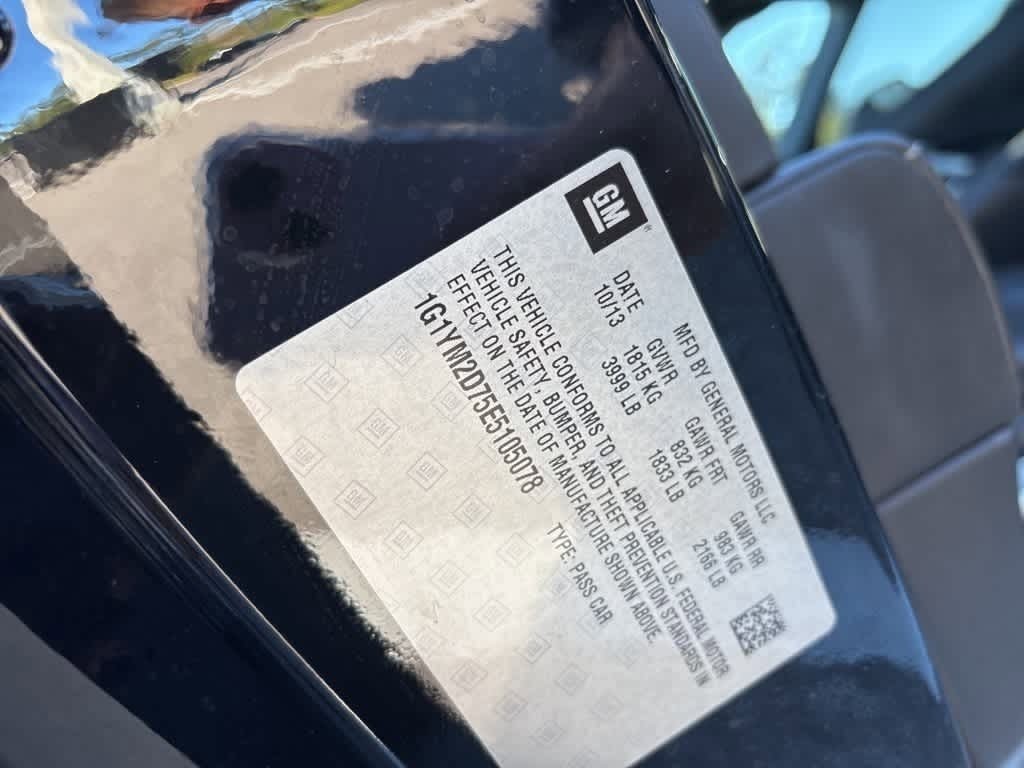 GM
MFD BY GENERAL MOTORS LLC
DATE GVWR GAWR FRT GAWR RR
10/13 1815 KG 832 KG 983 KG
3999 LB 1833 LB 2166 LB
THIS VEHICLE CONFORMS TO ALL APPLICABLE U.S. FEDERAL MOTOR
VEHICLE SAFETY, BUMPER, AND THEFT PREVENTION STANDARDS IN
EFFECT ON THE DATE OF MANUFACTURE SHOWN ABOVE.
1G1YM2D75E5105078 TYPE: PASS CAR